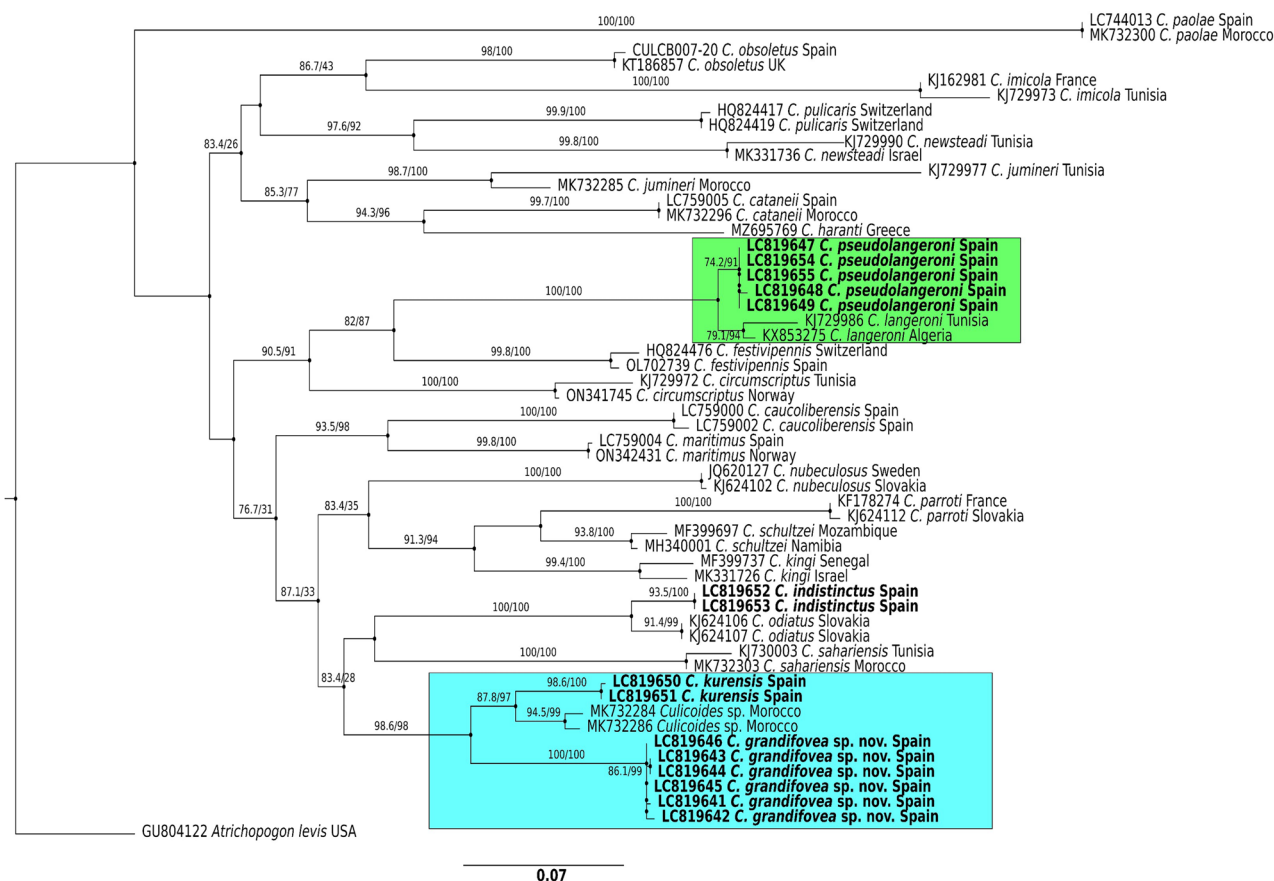 100/100
LC744013 C. paolae Spain
MK732300 C. paolae Morocco
98/100
CULCB007-20 C. obsoletus Spain
KT186857 C. obsoletus UK
86.7/43
100/100
KJ162981 C. imicola France
KJ729973 C. imicola Tunisia
99.9/100
HQ824417 C. pulicaris Switzerland
HQ824419 C. pulicaris Switzerland
97.6/92
99.8/100
KJ729990 C. newsteadi Tunisia
MK331736 C. newsteadi Israel
83.4/26
98.7/100
KJ729977 C. jumineri Tunisia
MK732285 C. jumineri Morocco
85.3/77
99.7/100
LC759005 C. cataneii Spain
MK732296 C. cataneii Morocco
94.3/96
MZ695769 C. haranti Greece
LC819647 C. pseudolangeroni Spain
74.2/91
LC819654 C. pseudolangeroni Spain
LC819655 C. pseudolangeroni Spain
100/100
LC819648 C. pseudolangeroni Spain
LC819649 C. pseudolangeroni Spain
KJ729986 C. langeroni Tunisia
79.1/94
KX853275 C. langeroni Algeria
82/87
90.5/91
99.8/100
HQ824476 C. festivipennis Switzerland
OL702739 C. festivipennis Spain
100/100
KJ729972 C. circumscriptus Tunisia
ON341745 C. circumscriptus Norway
100/100
LC759000 C. caucoliberensis Spain
LC759002 C. caucoliberensis Spain
93.5/98
99.8/100
LC759004 C. maritimus Spain
ON342431 C. maritimus Norway
100/100
JQ620127 C. nubeculosus Sweden
KJ624102 C. nubeculosus Slovakia
76.7/31
83.4/35
100/100
KF178274 C. parroti France
KJ624112 C. parroti Slovakia
93.8/100
MF399697 C. schultzei Mozambique
MH340001 C. schultzei Namibia
91.3/94
99.4/100
MF399737 C. kingi Senegal
MK331726 C. kingi Israel
87.1/33
93.5/100
LC819652 C. indistinctus Spain
LC819653 C. indistinctus Spain
100/100
91.4/99
KJ624106 C. odiatus Slovakia
KJ624107 C. odiatus Slovakia
100/100
KJ730003 C. sahariensis Tunisia
MK732303 C. sahariensis Morocco
83.4/28
98.6/100
LC819650 C. kurensis Spain
LC819651 C. kurensis Spain
87.8/97
94.5/99
MK732284 Culicoides sp. Morocco
MK732286 Culicoides sp. Morocco
98.6/98
LC819646 C. grandifovea sp. nov. Spain
100/100
LC819643 C. grandifovea sp. nov. Spain
86.1/99
LC819644 C. grandifovea sp. nov. Spain
LC819645 C. grandifovea sp. nov. Spain
LC819641 C. grandifovea sp. nov. Spain
LC819642 C. grandifovea sp. nov. Spain
GU804122 Atrichopogon levis USA
0.07